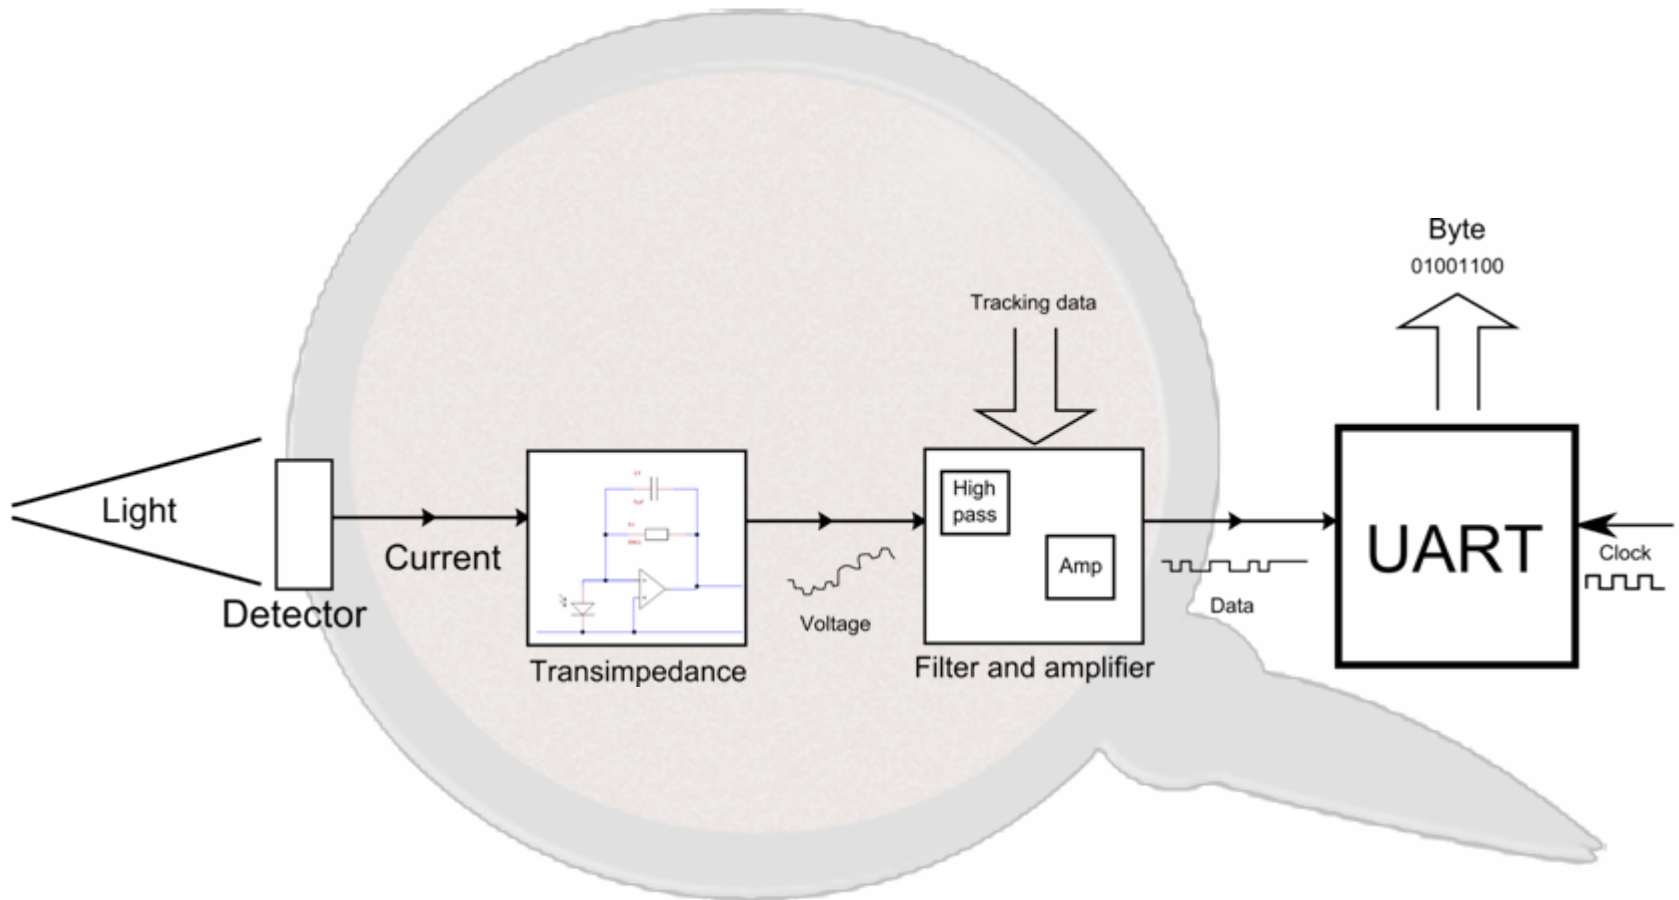 Byte
01001100
Tracking data
Light
Detector
Current
Transimpedance
Voltage
High
pass
Amp
Filter and amplifier
Data
UART
Clock